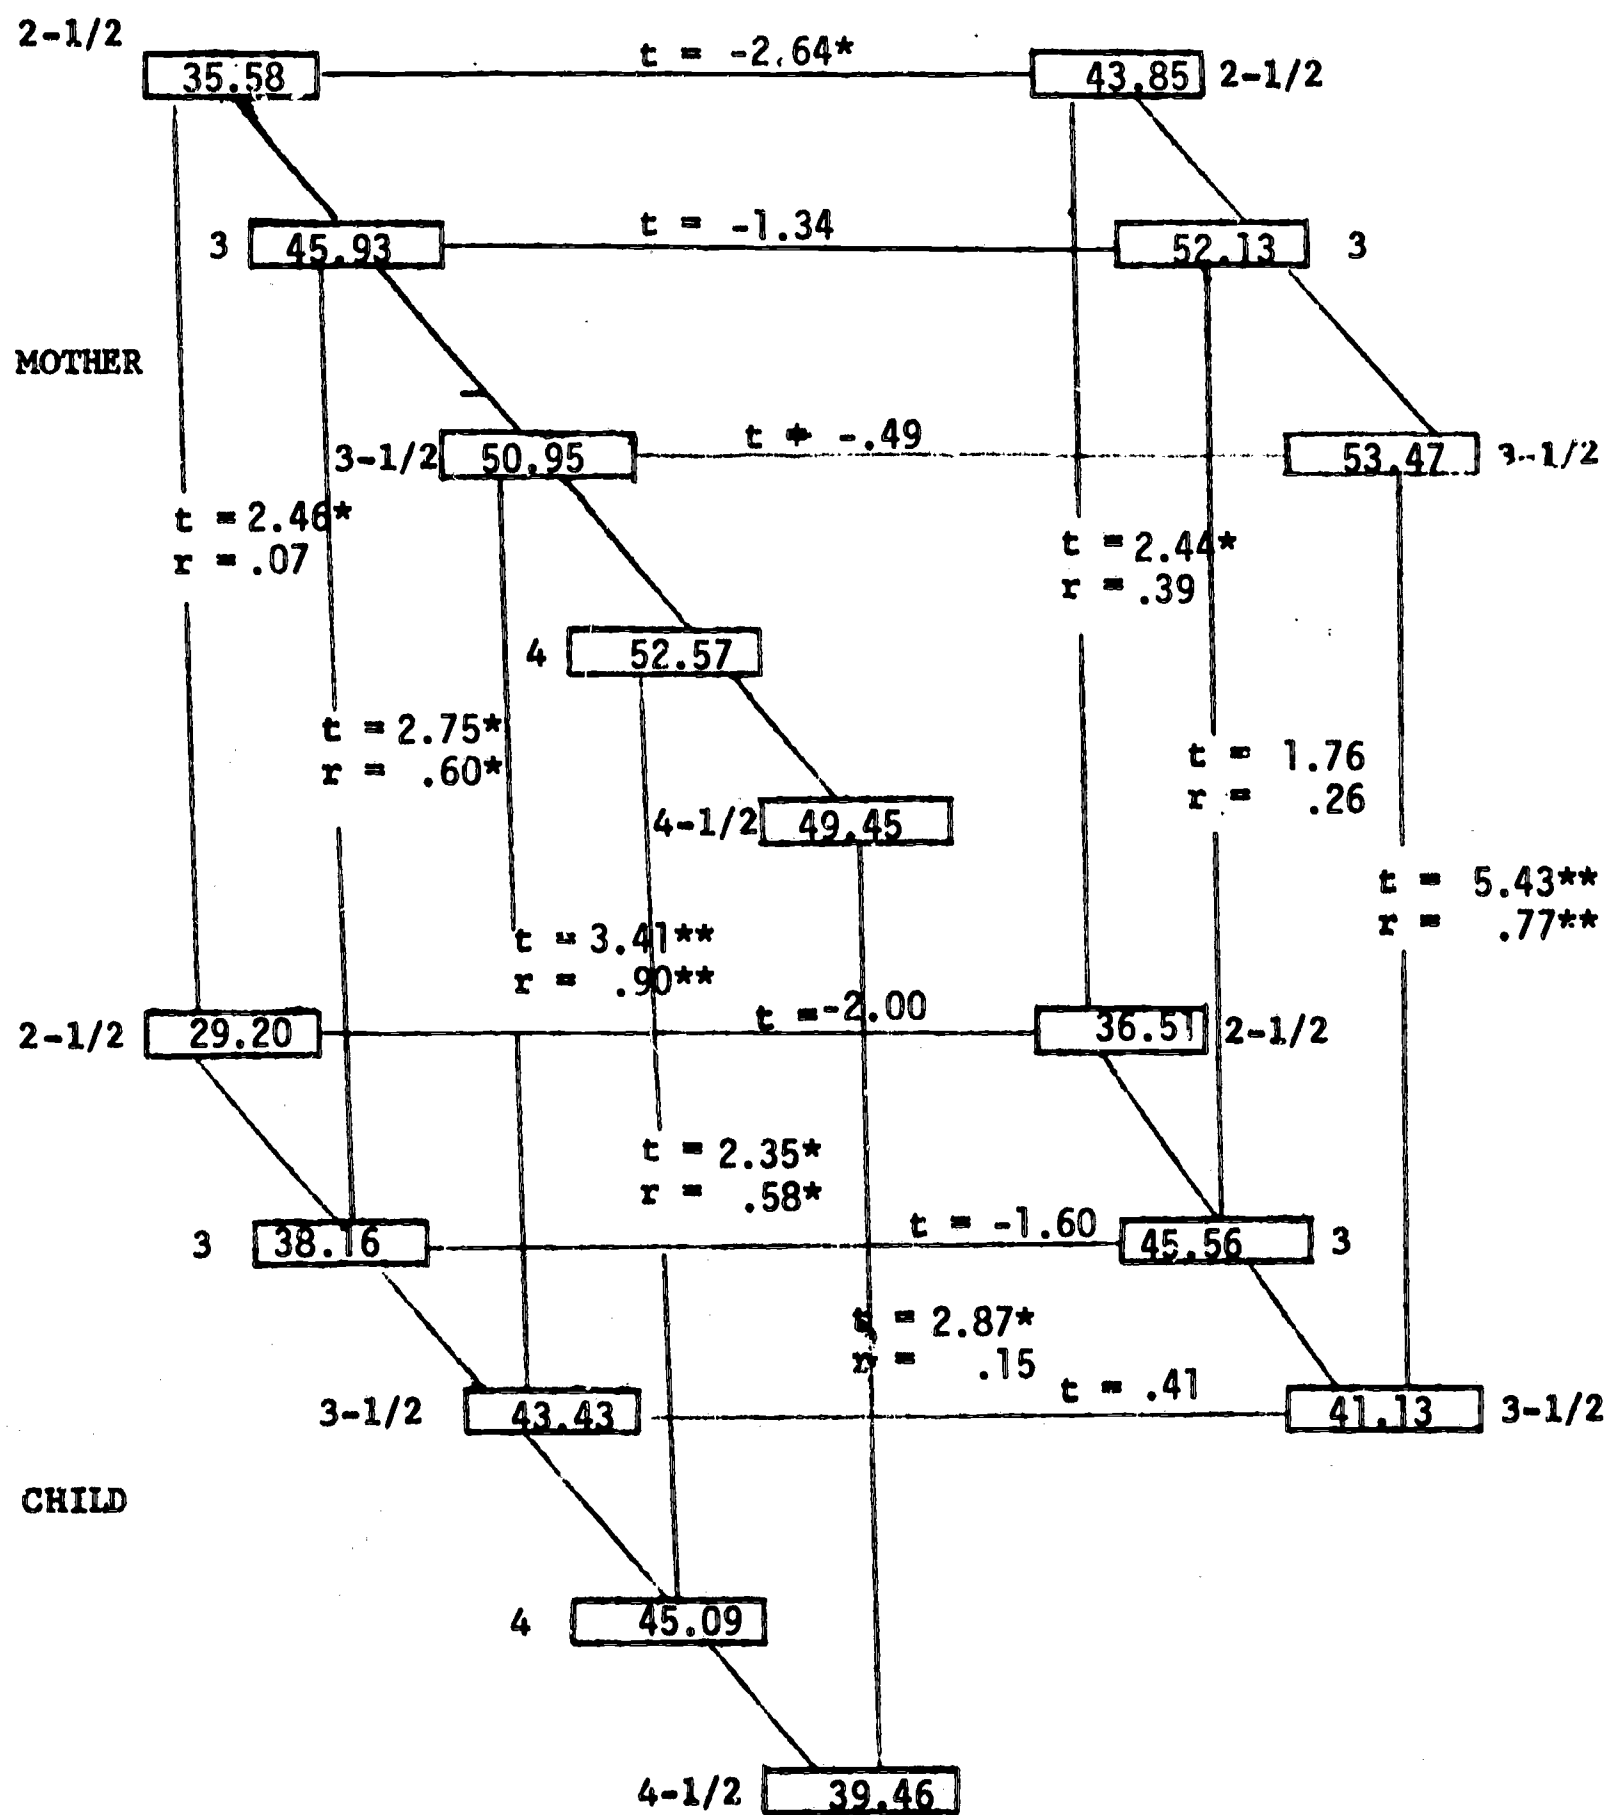 2-1/2
35.58
t = -2.64*
43.85
2-1/2
3
45.93
t = -1.34
52.13
3
MOTHER
3-1/2
50.95
t = -.49
53.47
3-1/2
t = 2.46*
r = .07
t = 2.44*
r = .39
4
52.57
t = 2.75*
r = .60*
t = 1.76
r = .26
4-1/2
49.45
t = 5.43**
r = .77**
t = 3.41**
r = .90**
2-1/2
29.20
t = -2.00
36.51
2-1/2
t = 2.35*
r = .58*
3
38.16
t = -1.60
45.56
3
t = 2.87*
r = .15
t = .41
3-1/2
43.43
41.13
3-1/2
CHILD
4
45.09
4-1/2
39.46